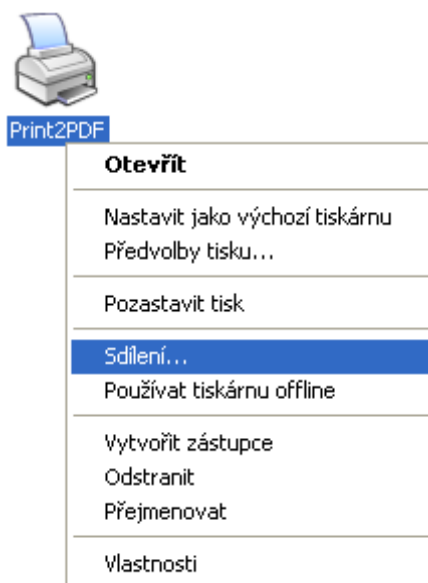 Print2PDF
Otevřít
Nastavit jako výchozí tiskárnu
Předvolby tisku...
Pozastavit tisk
Sdílení...
Používat tiskárnu offline
Vytvořit zástupce
Odstranit
Přejmenovat
Vlastnosti